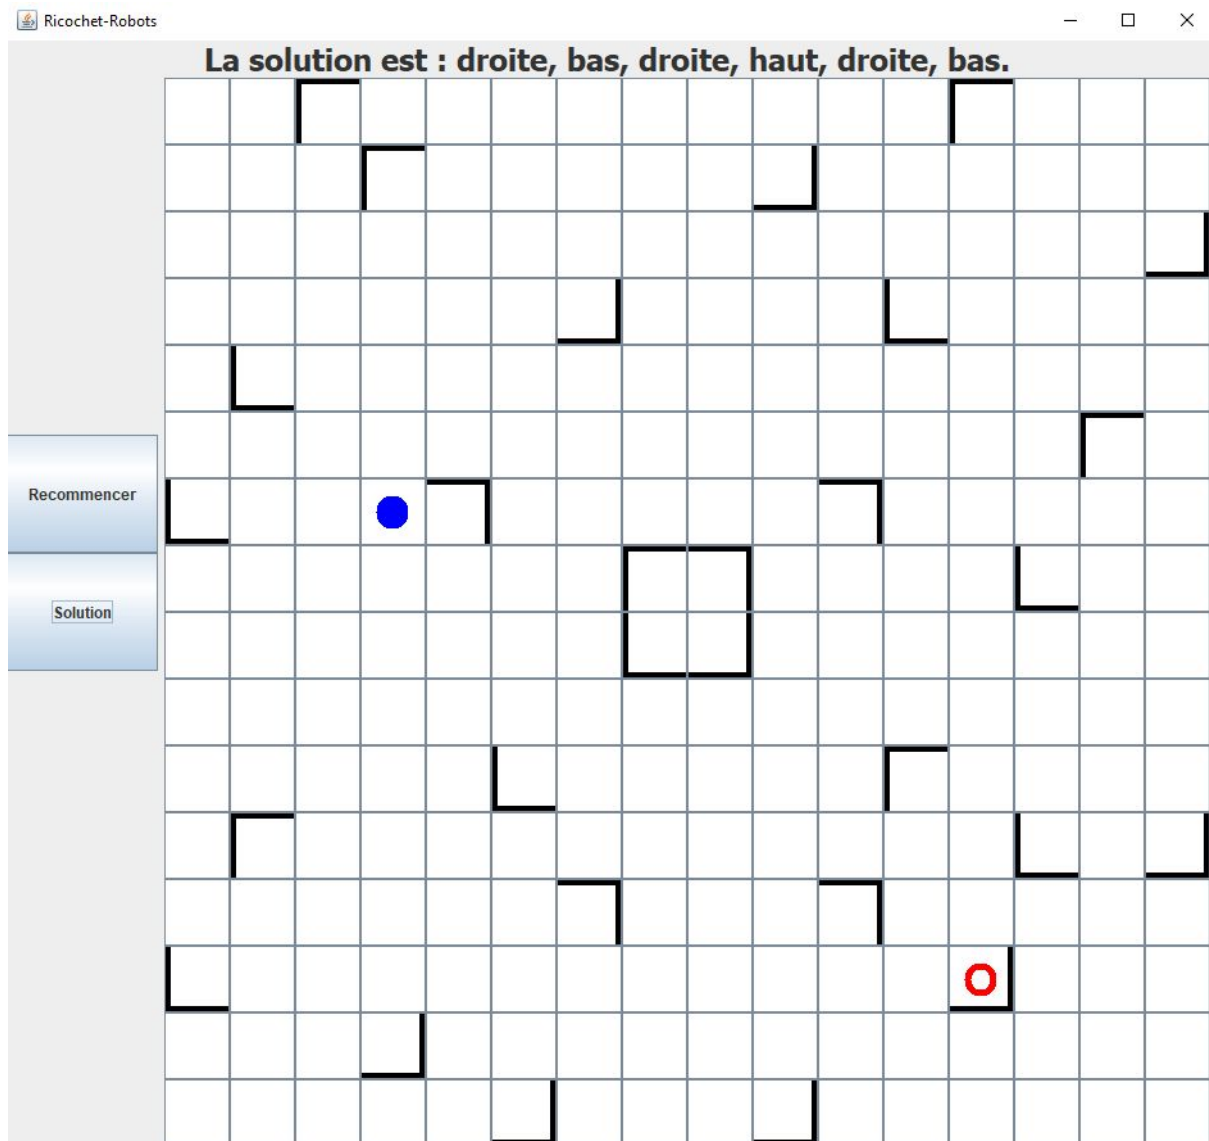 Ricochet-Robots
La solution est : droite, bas, droite, haut, droite, bas.
Recommencer
Solution